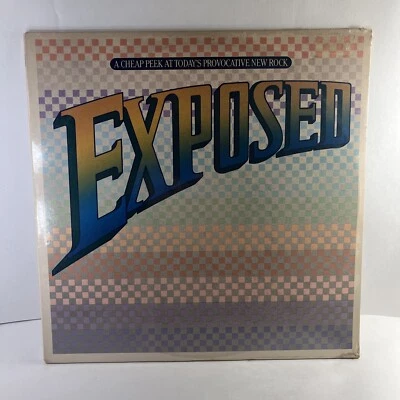 A CHEAP PEEK AT TODAY'S PROVOCATIVE NEW ROCK
EXPOSED